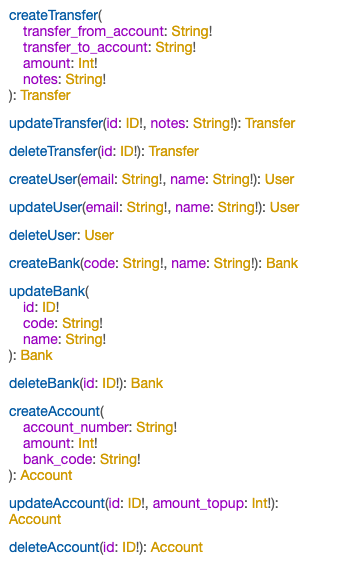 createTransfer(
transfer_from_account: String!
transfer_to_account: String!
amount: Int!
notes: String!
): Transfer
updateTransfer(id: ID!, notes: String!): Transfer
deleteTransfer(id: ID!): Transfer
createUser(email: String!, name: String!): User
updateUser(email: String!, name: String!): User
deleteUser: User
createBank(code: String!, name: String!): Bank
updateBank(
id: ID!
code: String!
name: String!
): Bank
deleteBank(id: ID!): Bank
createAccount(
account_number: String!
amount: Int!
bank_code: String!
): Account
updateAccount(id: ID!, amount_topup: Int!):
Account
deleteAccount(id: ID!): Account